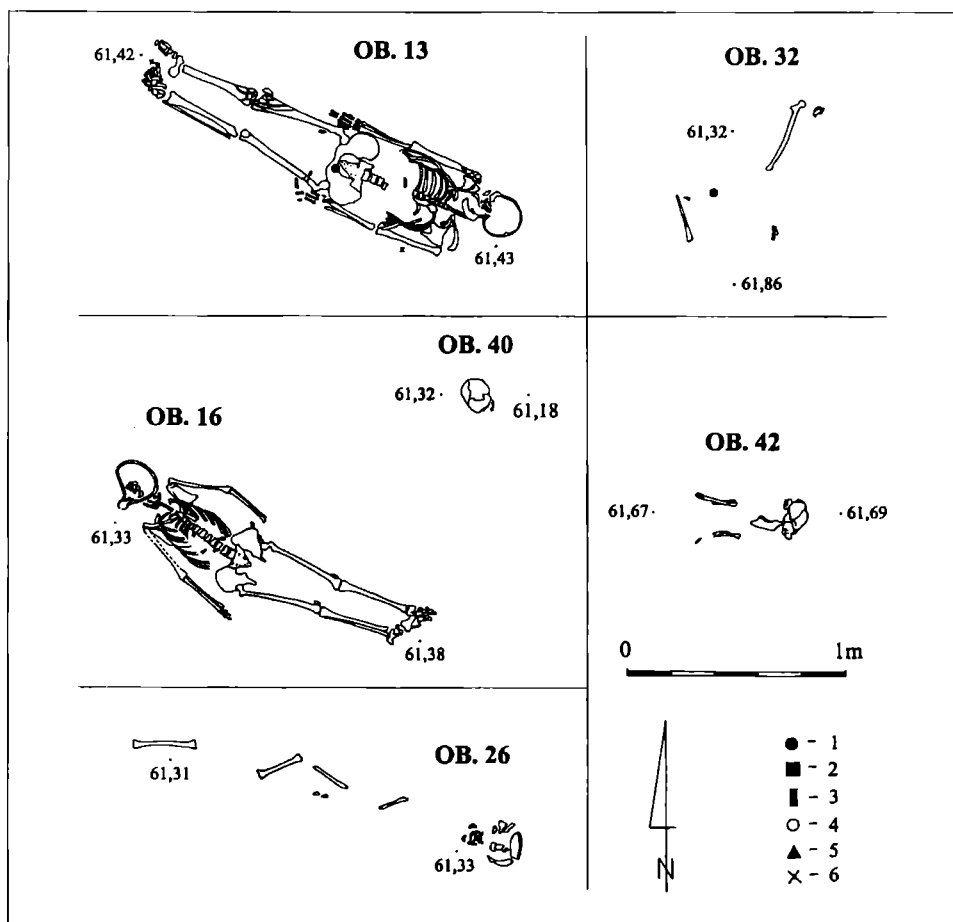 OB. 13
61,42
61,43
OB. 32
61,32
61,86
OB. 40
61,32
61,18
OB. 16
61,33
61,38
OB. 42
61,67
61,69
0 1m
OB. 26
61,31
61,33
N
- 1
- 2
- 3
- 4
- 5
- 6